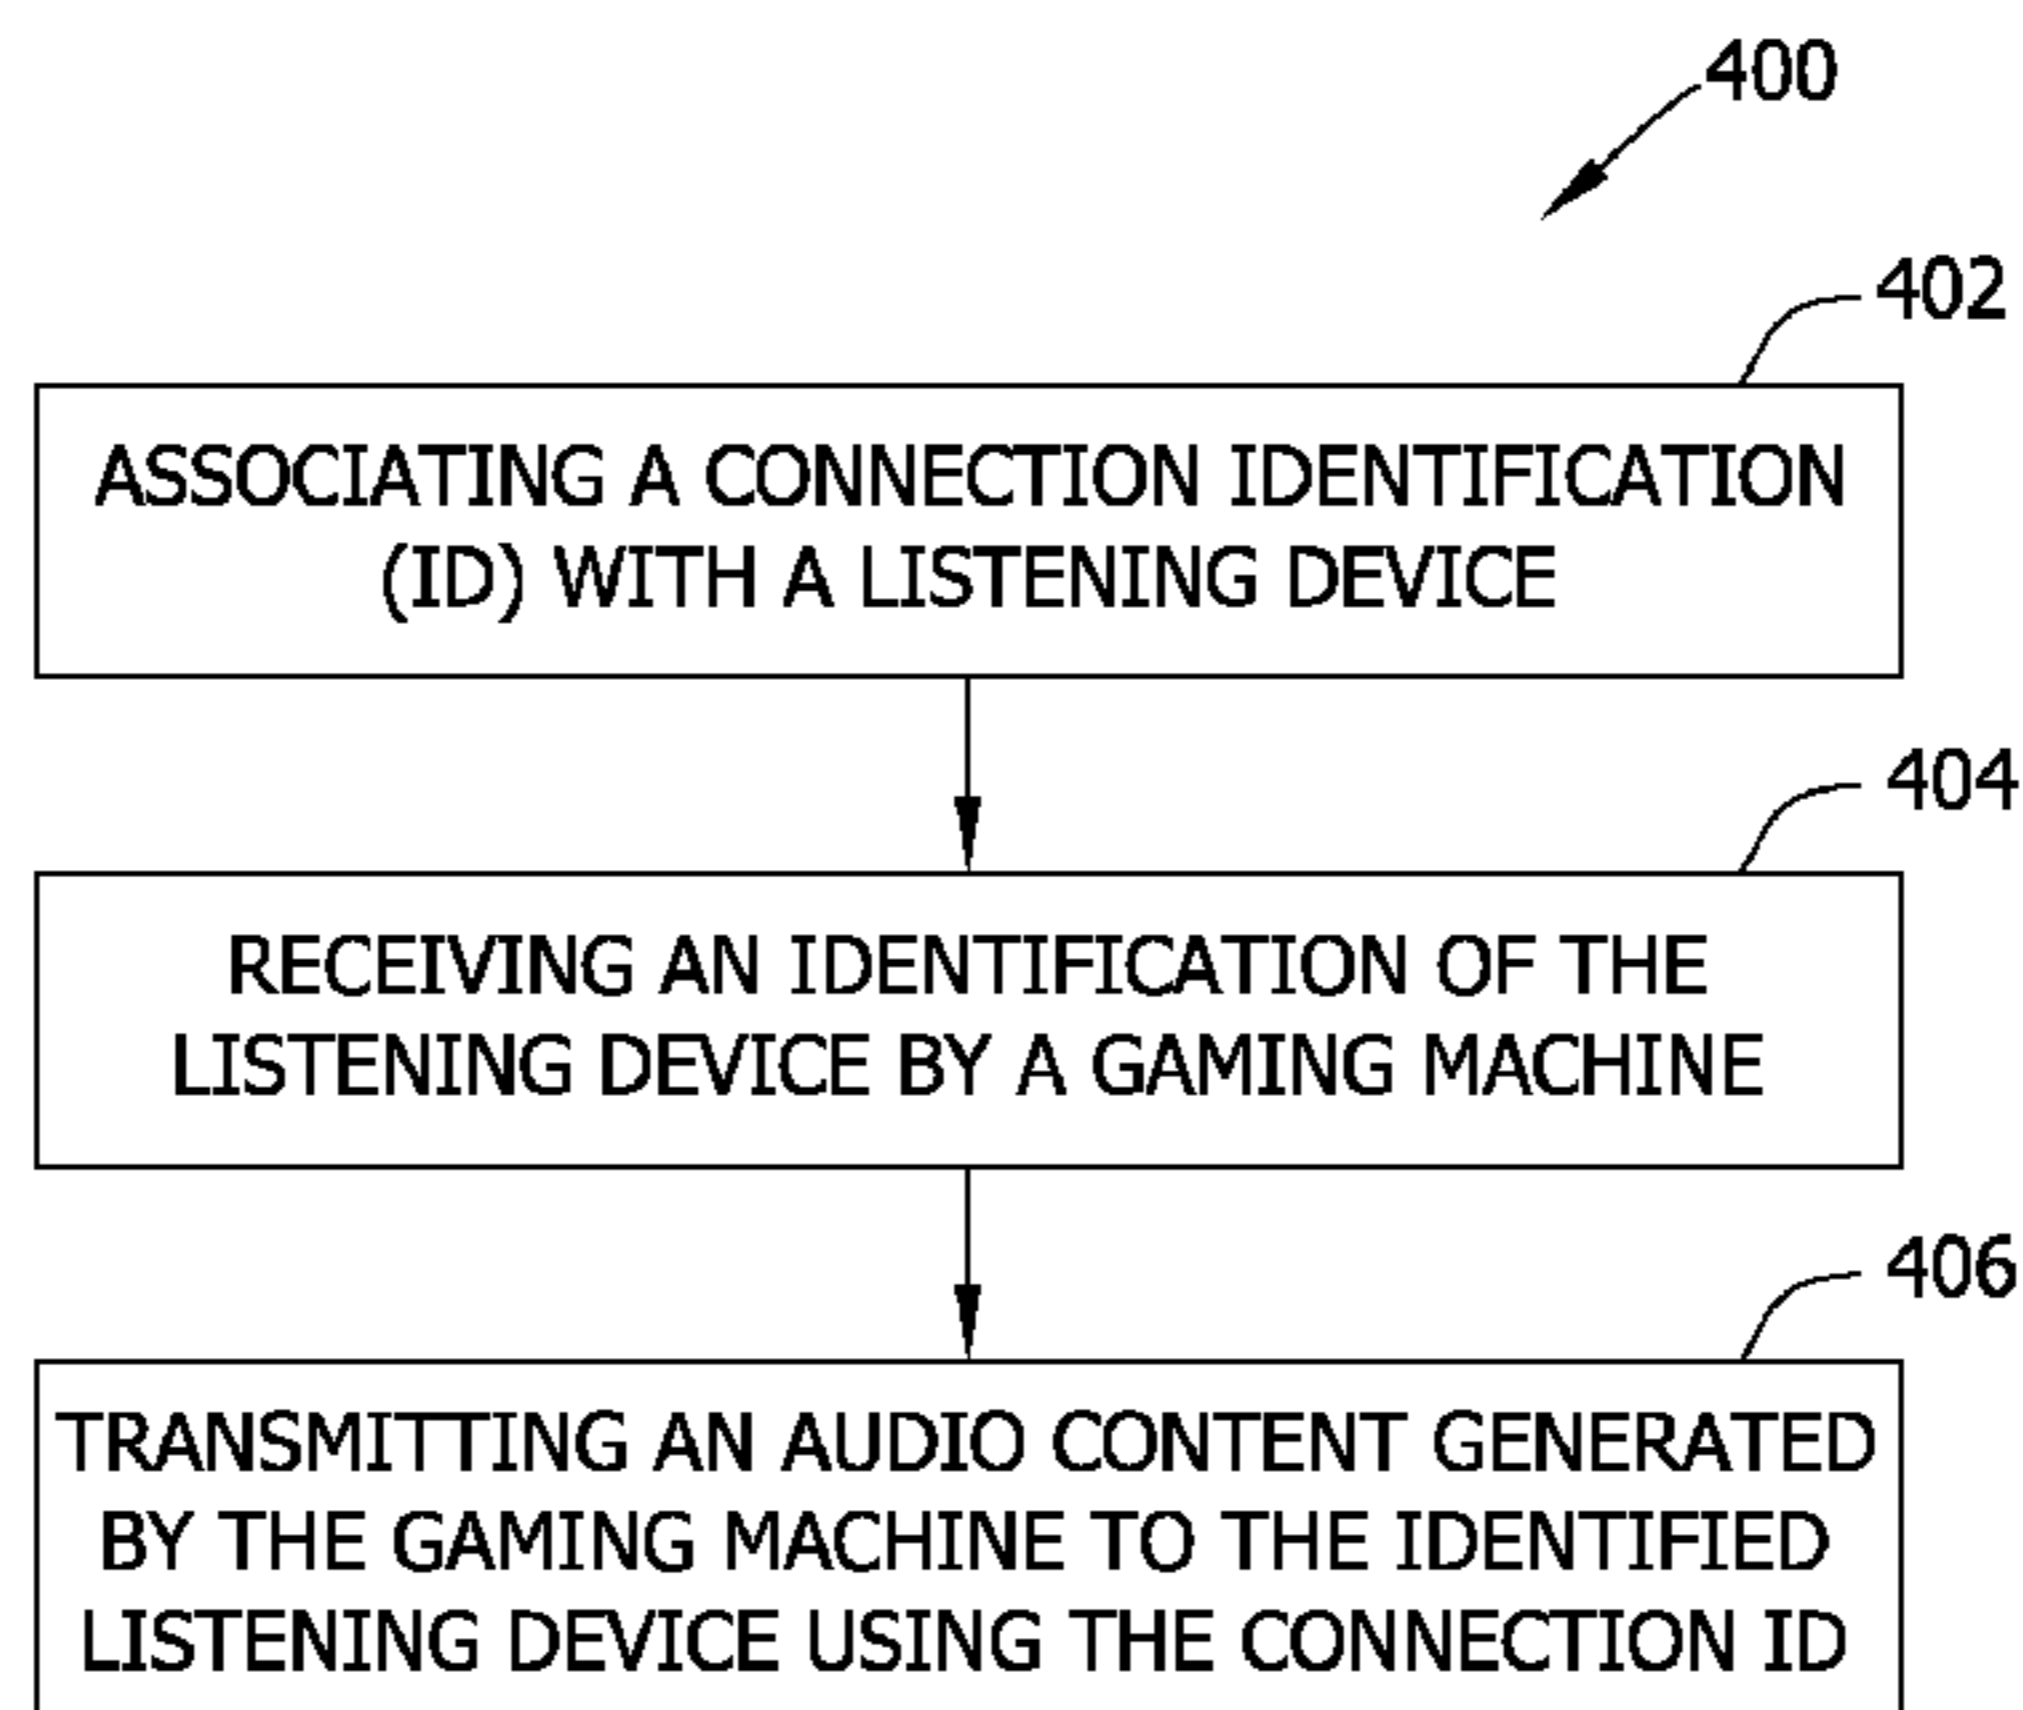 400
402
ASSOCIATING A CONNECTION IDENTIFICATION
(ID) WITH A LISTENING DEVICE
404
RECEIVING AN IDENTIFICATION OF THE
LISTENING DEVICE BY A GAMING MACHINE
406
TRANSMITTING AN AUDIO CONTENT GENERATED
BY THE GAMING MACHINE TO THE IDENTIFIED
LISTENING DEVICE USING THE CONNECTION ID